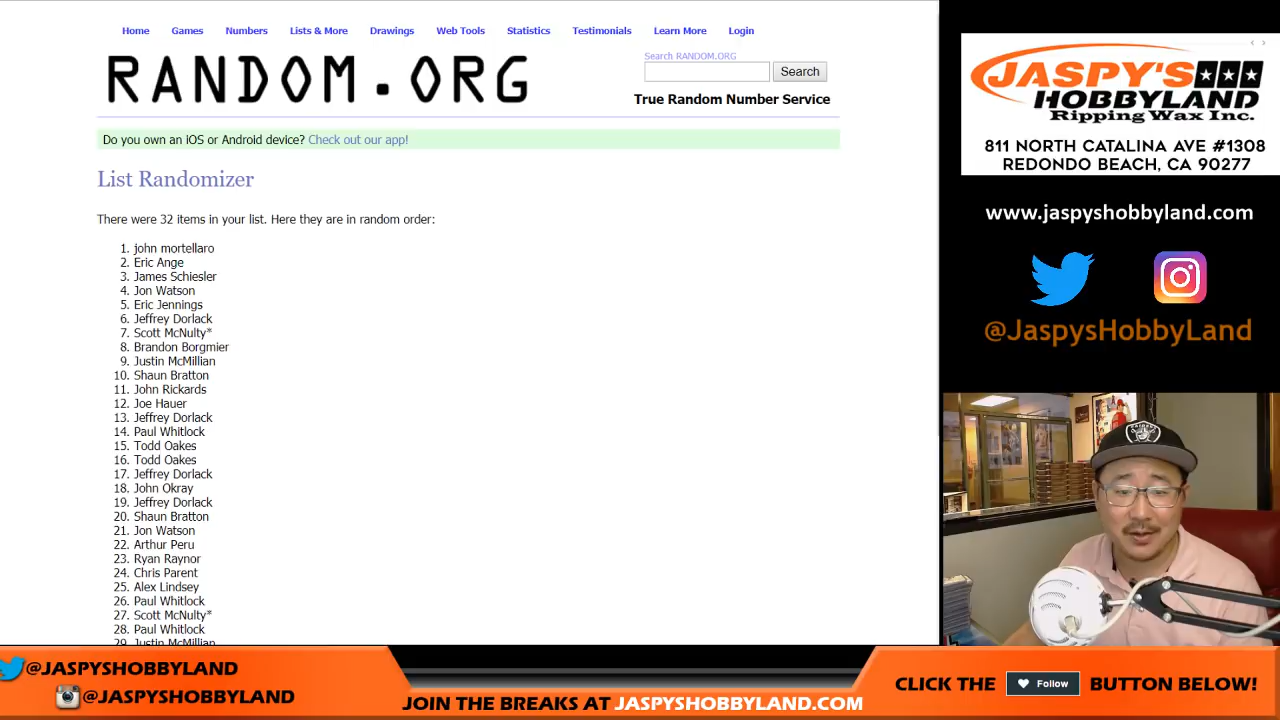 Home Games Numbers Lists & More Drawings Web Tools Statistics Testimonials Learn More Login
RANDOM.ORG
Search RANDOM.ORG
Search
True Random Number Service
Do you own an iOS or Android device? Check out our app!
List Randomizer
There were 32 items in your list. Here they are in random order:
1. john mortellaro
2. Eric Ange
3. James Schiesler
4. Jon Watson
5. Eric Jennings
6. Jeffrey Dorlack
7. Scott McNulty*
8. Brandon Borgmier
9. Justin McMillian
10. Shaun Bratton
11. John Rickards
12. Joe Hauer
13. Jeffrey Dorlack
14. Paul Whitlock
15. Todd Oakes
16. Todd Oakes
17. Jeffrey Dorlack
18. John Okray
19. Jeffrey Dorlack
20. Shaun Bratton
21. Jon Watson
22. Arthur Peru
23. Ryan Raynor
24. Chris Parent
25. Alex Lindsey
26. Paul Whitlock
27. Scott McNulty*
28. Paul Whitlock
29. Justin McMillian
JASPY'S
HOBBYLAND
Ripping Wax Inc.
811 NORTH CATALINA AVE #1308
REDONDO BEACH, CA 90277
www.jaspyshobbyland.com
@JaspysHobbyLand
RAIDERS
@JASPYSHOBBYLAND
@JASPYSHOBBYLAND
JOIN THE BREAKS AT JASPYSHOBBYLAND.COM
CLICK THE Follow BUTTON BELOW!